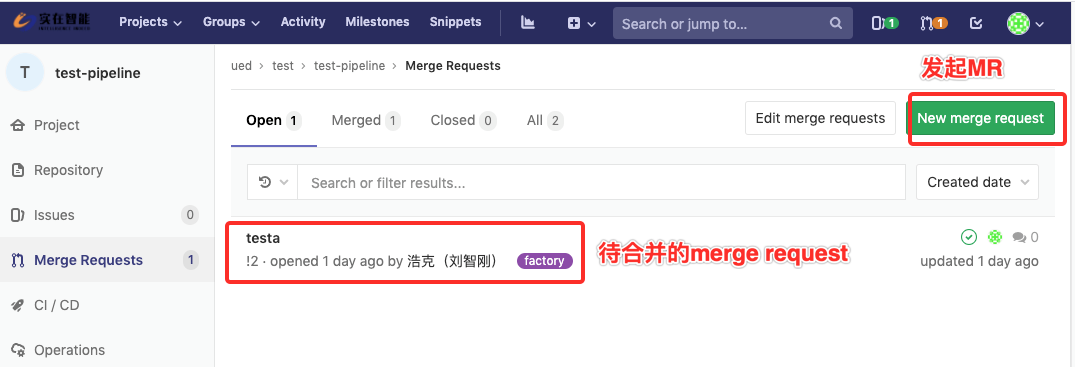 实在智能 Projects Groups Activity Milestones Snippets Search or jump to... 1 1
T test-pipeline
ued > test > test-pipeline > Merge Requests
发起MR
Open 1 Merged 1 Closed 0 All 2 Edit merge requests New merge request
Project
Repository
Issues 0
Merge Requests 1
CI / CD
Operations
Search or filter results... Created date
testa
!2 · opened 1 day ago by 浩克（刘智刚） factory
待合并的merge request
0
updated 1 day ago